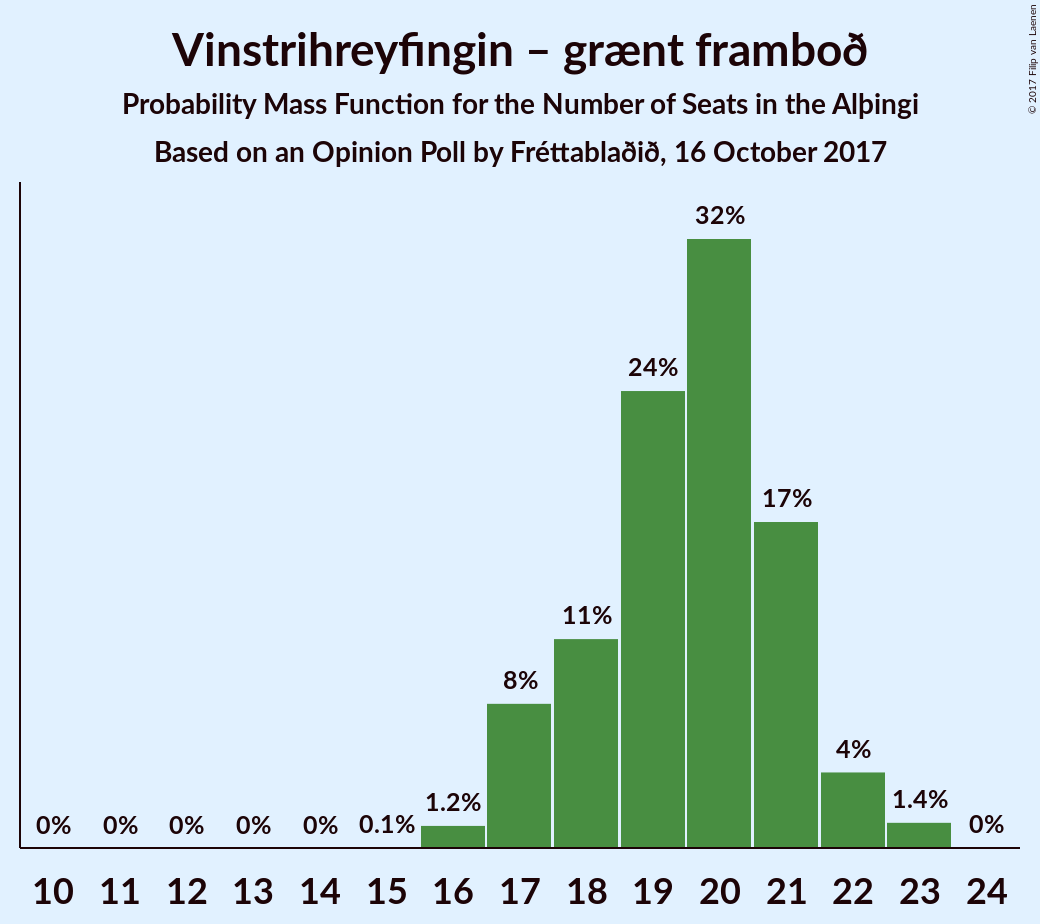 Vinstrihreyfingin – grænt framboð
Probability Mass Function for the Number of Seats in the Alþingi
Based on an Opinion Poll by Fréttablaðið, 16 October 2017
© 2017 Filip van Laenen
0% 0% 0% 0% 0% 0.1% 1.2% 8% 11% 24% 32% 17% 4% 1.4% 0%
10 11 12 13 14 15 16 17 18 19 20 21 22 23 24